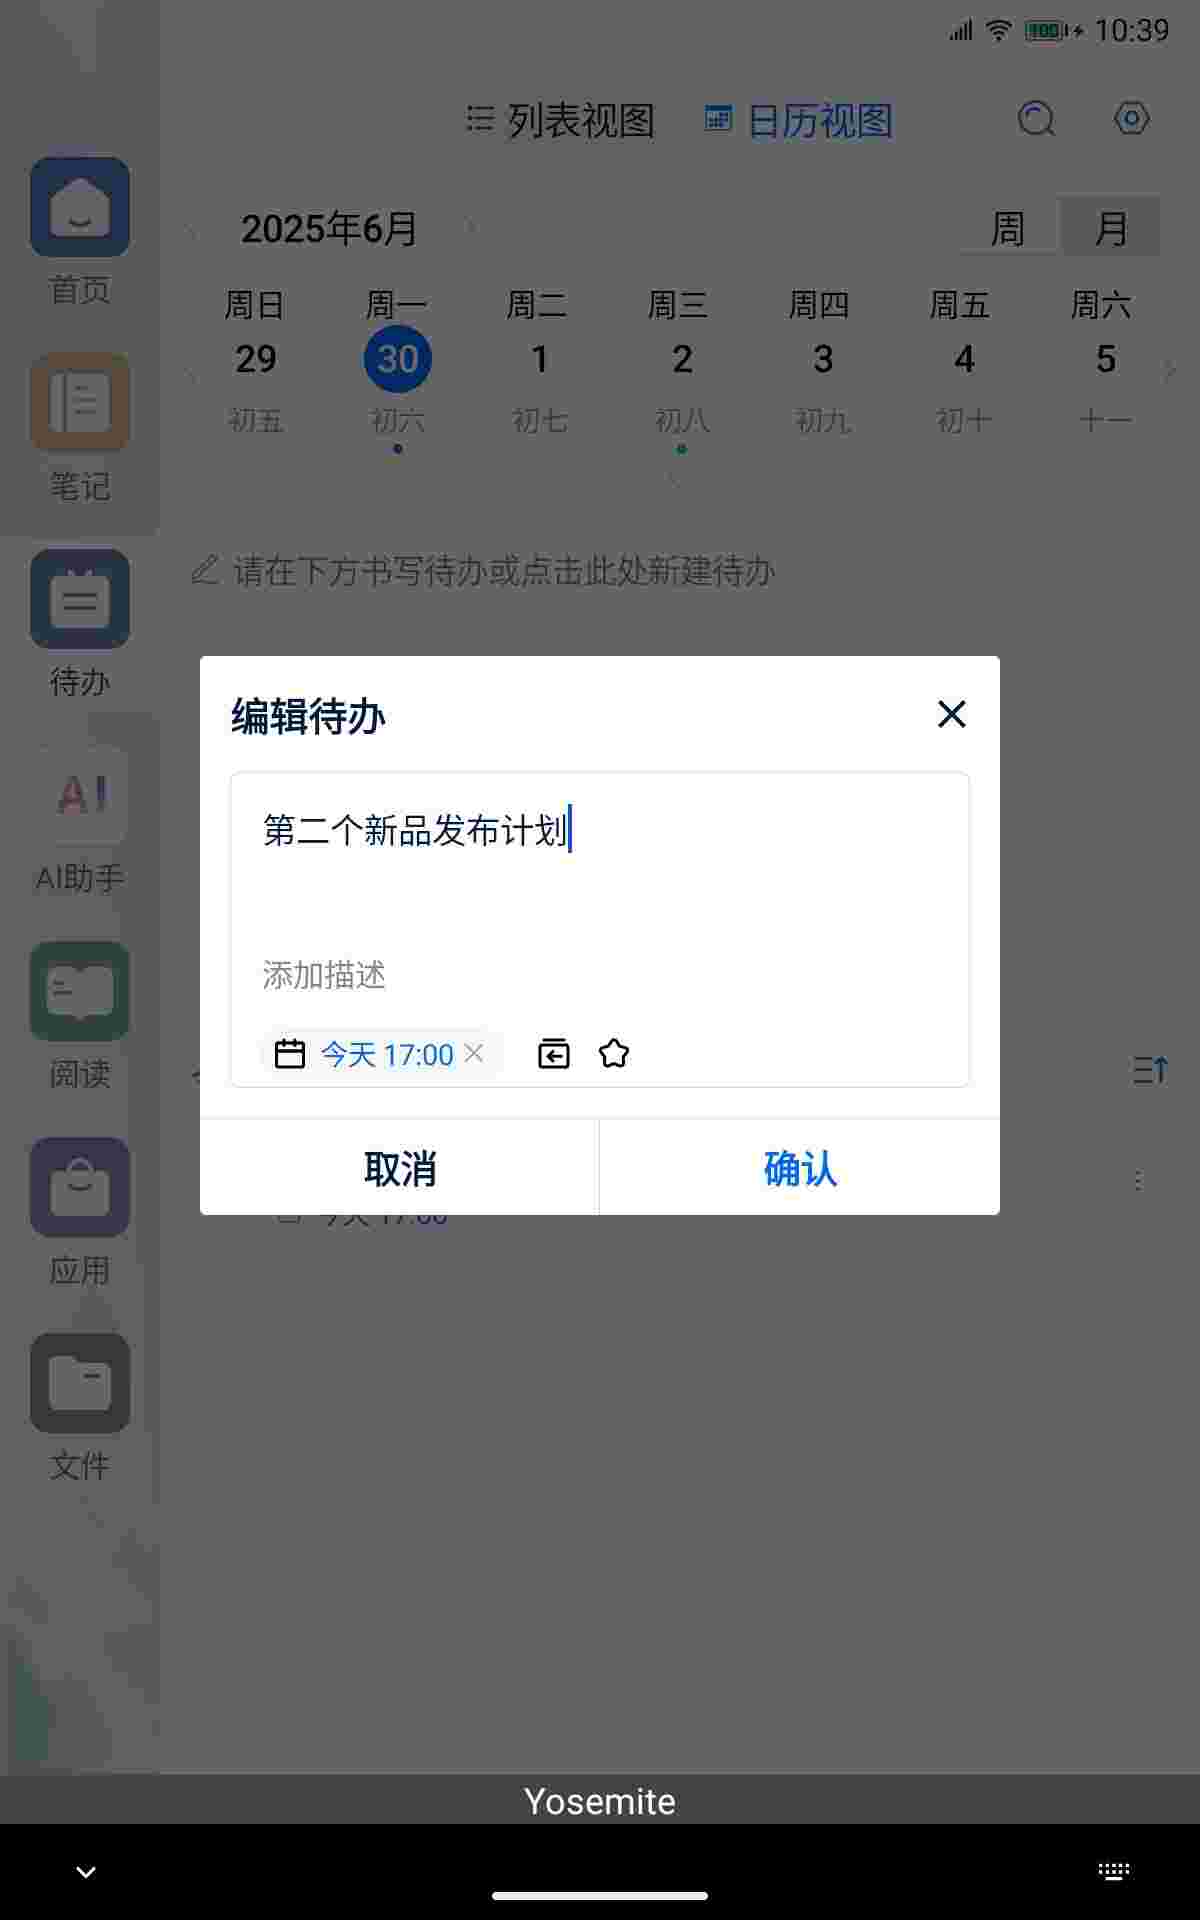 100 10:39
列表视图 日历视图
2025年6月 周 月
周日 周一 周二 周三 周四 周五 周六
29 30 1 2 3 4 5
初五 初六 初七 初八 初九 初十 十一
请在下方书写待办或点击此处新建待办
首页
笔记
待办
AI
AI助手
阅读
应用
文件
编辑待办
第二个新品发布计划
添加描述
今天 17:00
取消 确认
今天 17:00
Yosemite